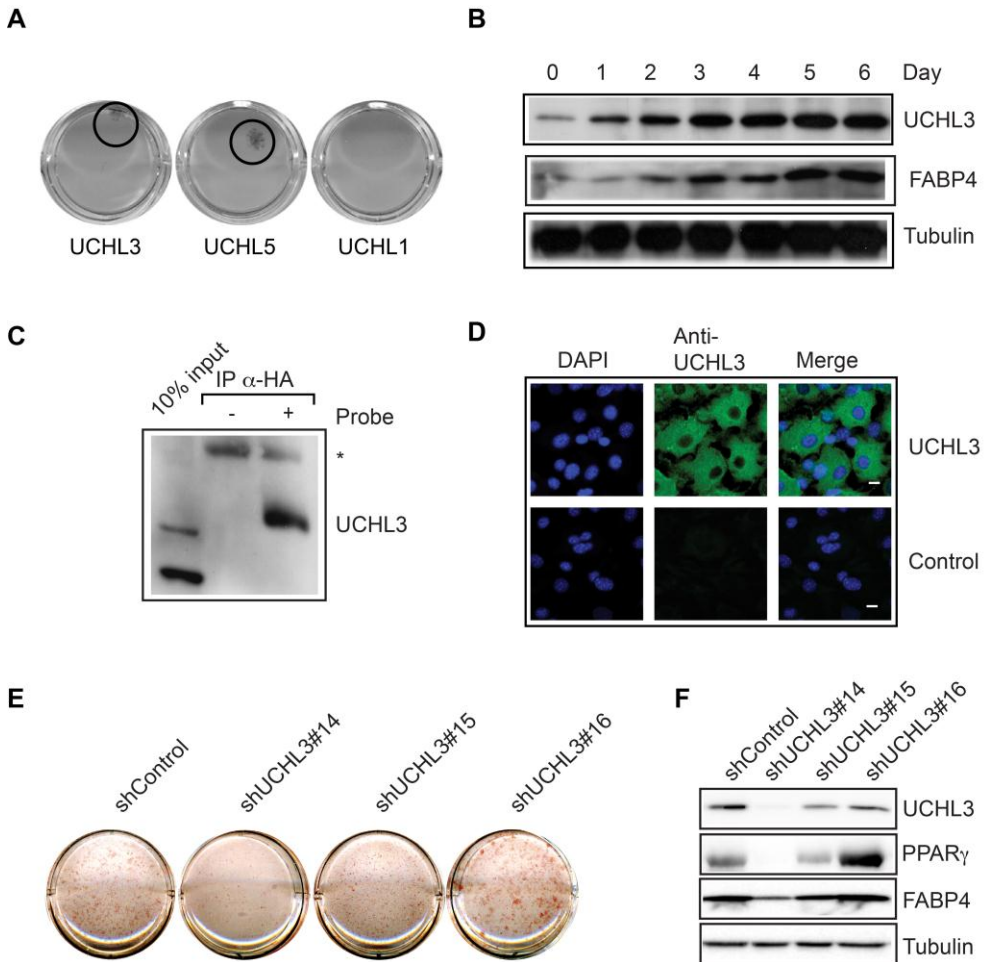 A
UCHL3 UCHL5 UCHL1
B
0 1 2 3 4 5 6 Day
UCHL3
FABP4
Tubulin
C
10% input
IP α-HA
- + Probe
*
UCHL3
D
DAPI Anti-UCHL3 Merge
UCHL3
Control
E
shControl shUCHL3#14 shUCHL3#15 shUCHL3#16
F
shControl shUCHL3#14 shUCHL3#15 shUCHL3#16
UCHL3
PPARγ
FABP4
Tubulin